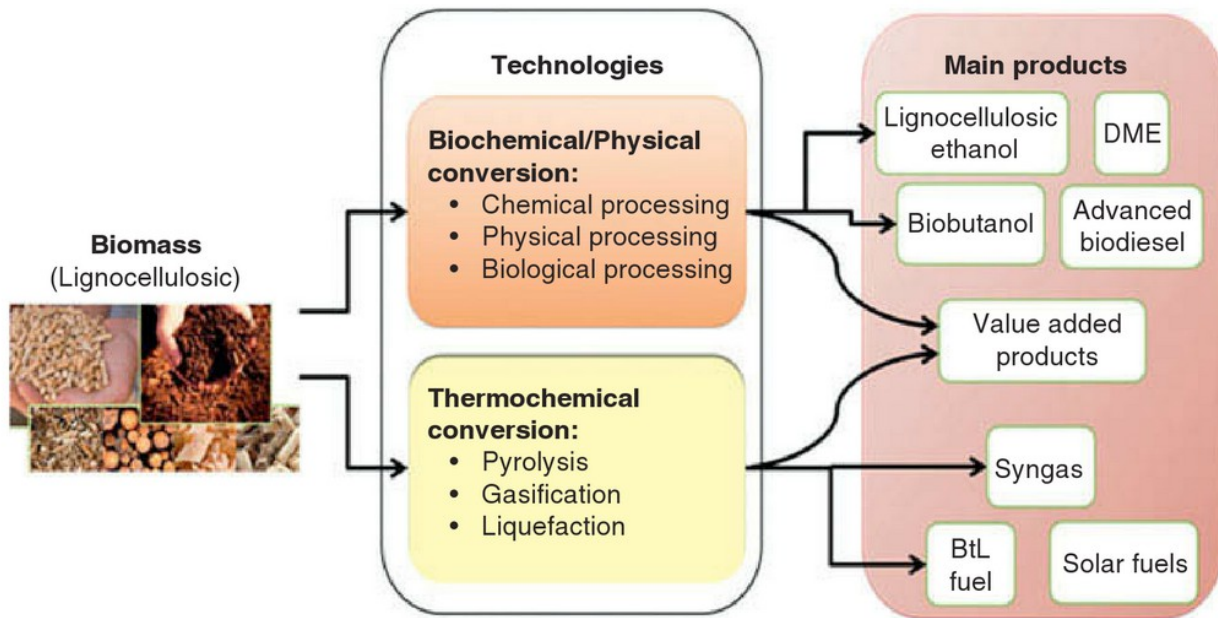 Biomass
(Lignocellulosic)
Technologies
Biochemical/Physical
conversion:
• Chemical processing
• Physical processing
• Biological processing
Thermochemical
conversion:
• Pyrolysis
• Gasification
• Liquefaction
Main products
Lignocellulosic
ethanol
DME
Biobutanol
Advanced
biodiesel
Value added
products
Syngas
BtL
fuel
Solar fuels